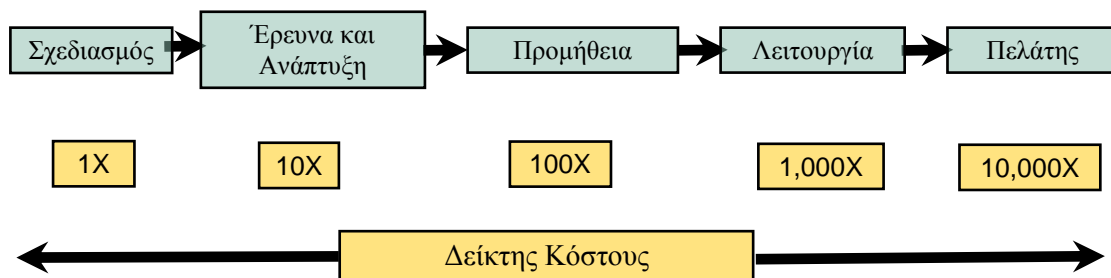 Σχεδιασμός
Έρευνα και
Ανάπτυξη
Προμήθεια
Λειτουργία
Πελάτης
1X
10X
100X
1,000X
10,000X
Δείκτης Κόστους